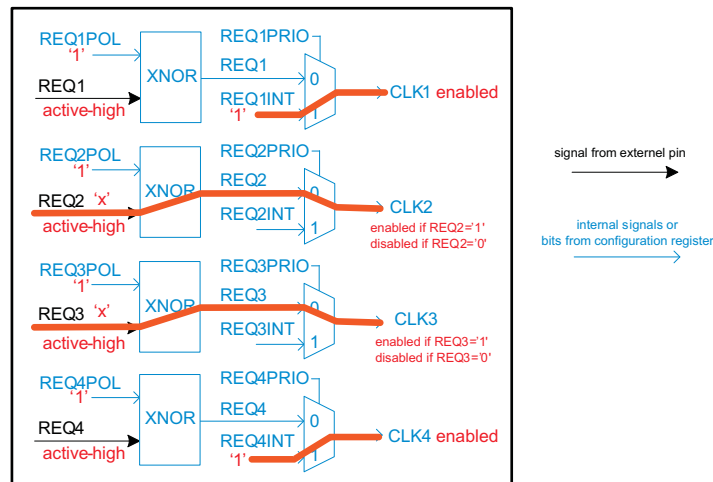 REQ1POL
'1'
REQ1
active-high
XNOR
REQ1PRIO
REQ1
REQ1INT
'1'
0
1
CLK1 enabled
REQ2POL
'1'
REQ2 'x'
active-high
XNOR
REQ2PRIO
REQ2
REQ2INT
0
1
CLK2
enabled if REQ2='1'
disabled if REQ2='0'
REQ3POL
'1'
REQ3 'x'
active-high
XNOR
REQ3PRIO
REQ3
REQ3INT
0
1
CLK3
enabled if REQ3='1'
disabled if REQ3='0'
REQ4POL
'1'
REQ4
active-high
XNOR
REQ4PRIO
REQ4
REQ4INT
'1'
0
1
CLK4 enabled
signal from externel pin
internal signals or
bits from configuration register